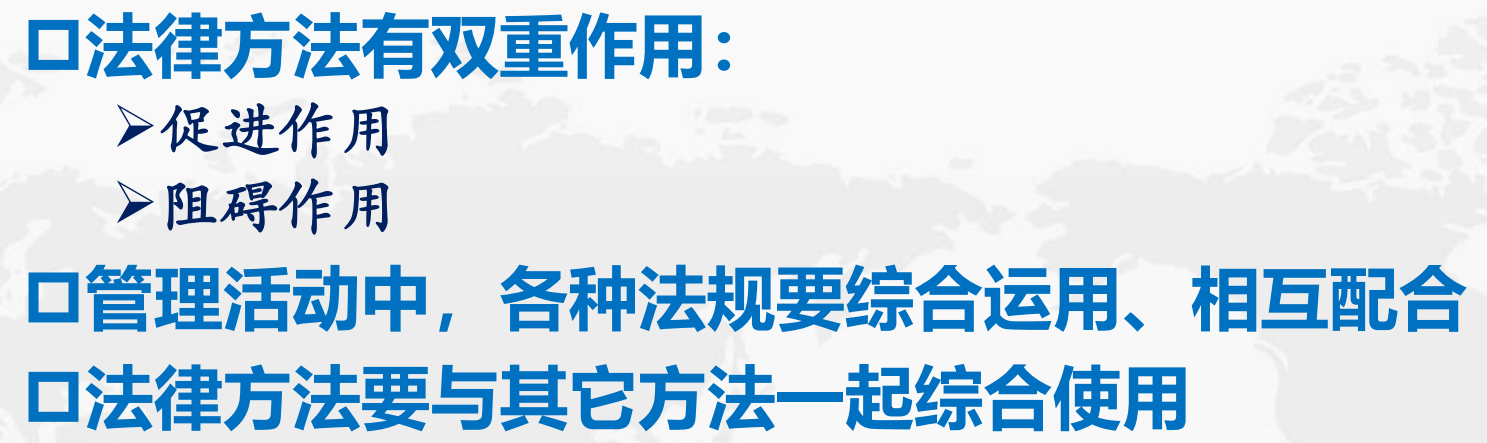 法律方法有双重作用：
促进作用
阻碍作用
管理活动中，各种法规要综合运用、相互配合
法律方法要与其它方法一起综合使用